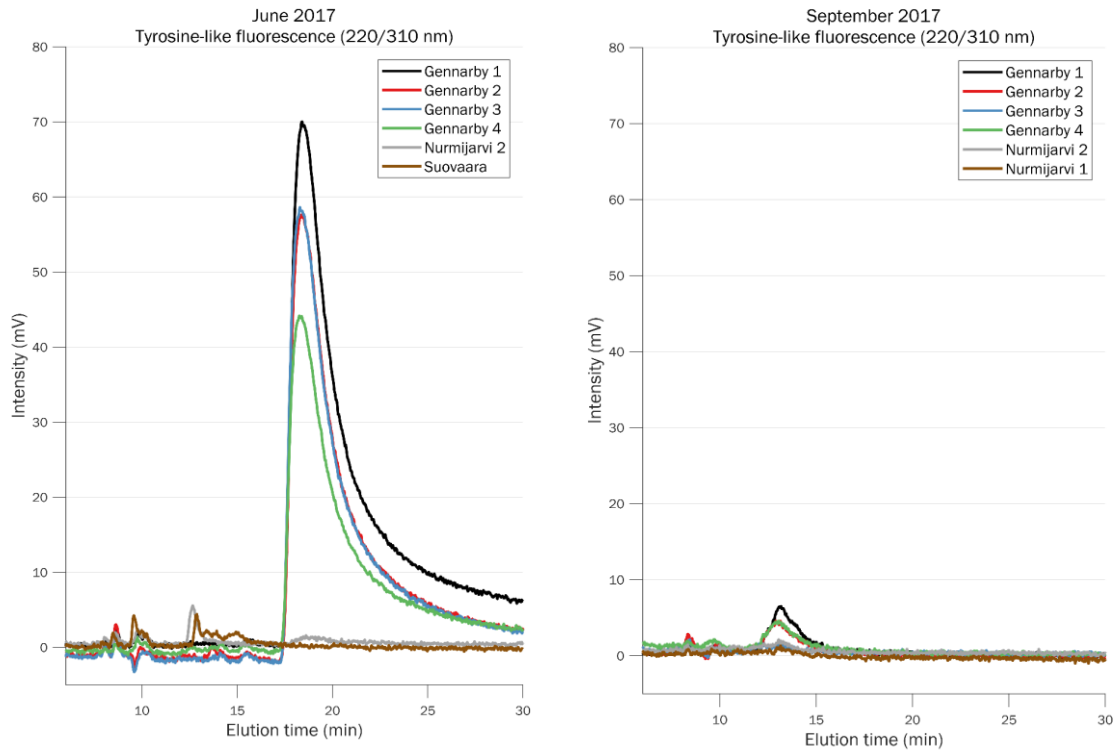 June 2017
Tyrosine-like fluorescence (220/310 nm)
80
70
60
50
40
30
20
10
0
Intensity (mV)
Gennarby 1
Gennarby 2
Gennarby 3
Gennarby 4
Nurmijarvi 2
Suovaara
10
15
20
25
30
Elution time (min)
September 2017
Tyrosine-like fluorescence (220/310 nm)
80
70
60
50
40
30
20
10
0
Intensity (mV)
Gennarby 1
Gennarby 2
Gennarby 3
Gennarby 4
Nurmijarvi 2
Nurmijarvi 1
10
15
20
25
30
Elution time (min)